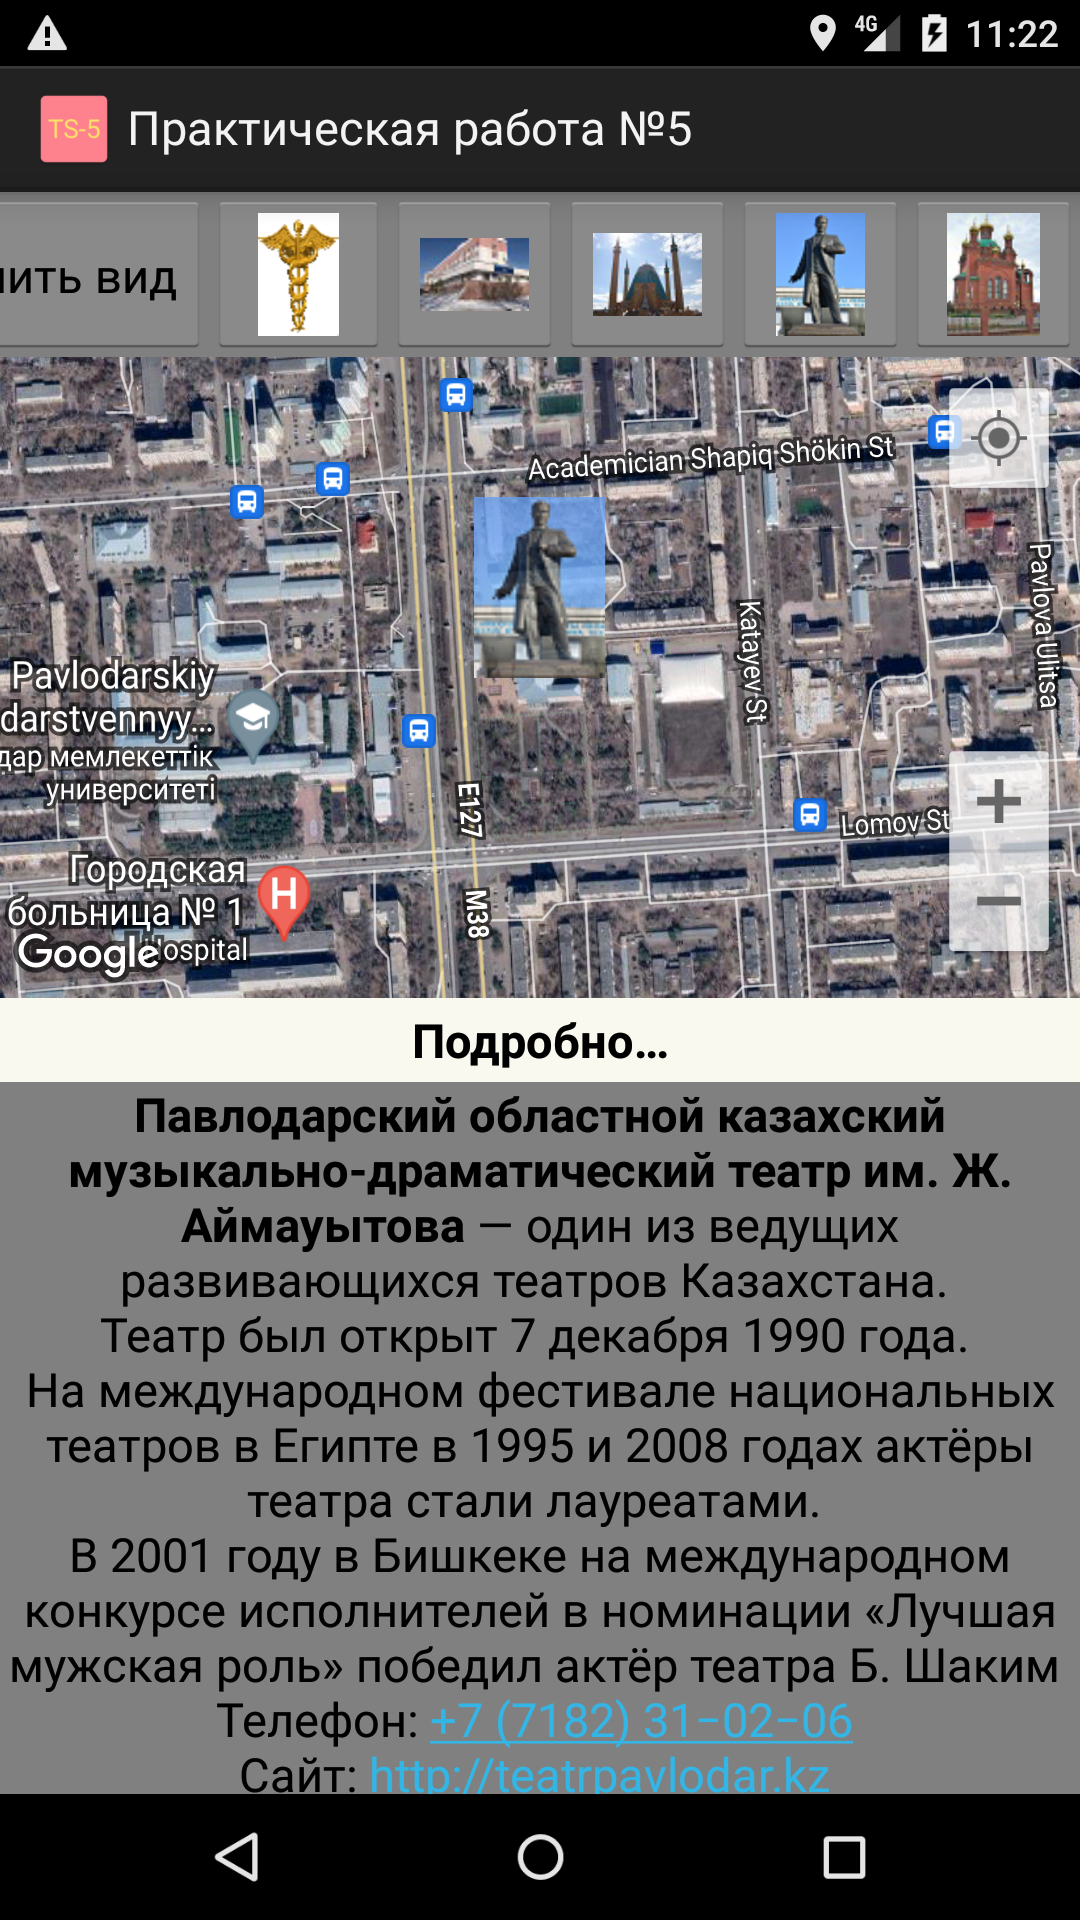 4G 11:22
TS-5 Практическая работа №5
ить вид
Academician Shapiq Shökin St
Pavlova Ulitsa
Katayev St
Pavlodarskiy
darstvennyy...
дар мемлекеттік
университеті
E127
Lomov St
Городская
больница № 1
H
M38
Google
Hospital
Подробно...
Павлодарский областной казахский
музыкально-драматический театр им. Ж.
Аймауытова — один из ведущих
развивающихся театров Казахстана.
Театр был открыт 7 декабря 1990 года.
На международном фестивале национальных
театров в Египте в 1995 и 2008 годах актёры
театра стали лауреатами.
В 2001 году в Бишкеке на международном
конкурсе исполнителей в номинации «Лучшая
мужская роль» победил актёр театра Б. Шаким
Телефон: +7 (7182) 31–02–06
Сайт: http://teatrpavlodar.kz